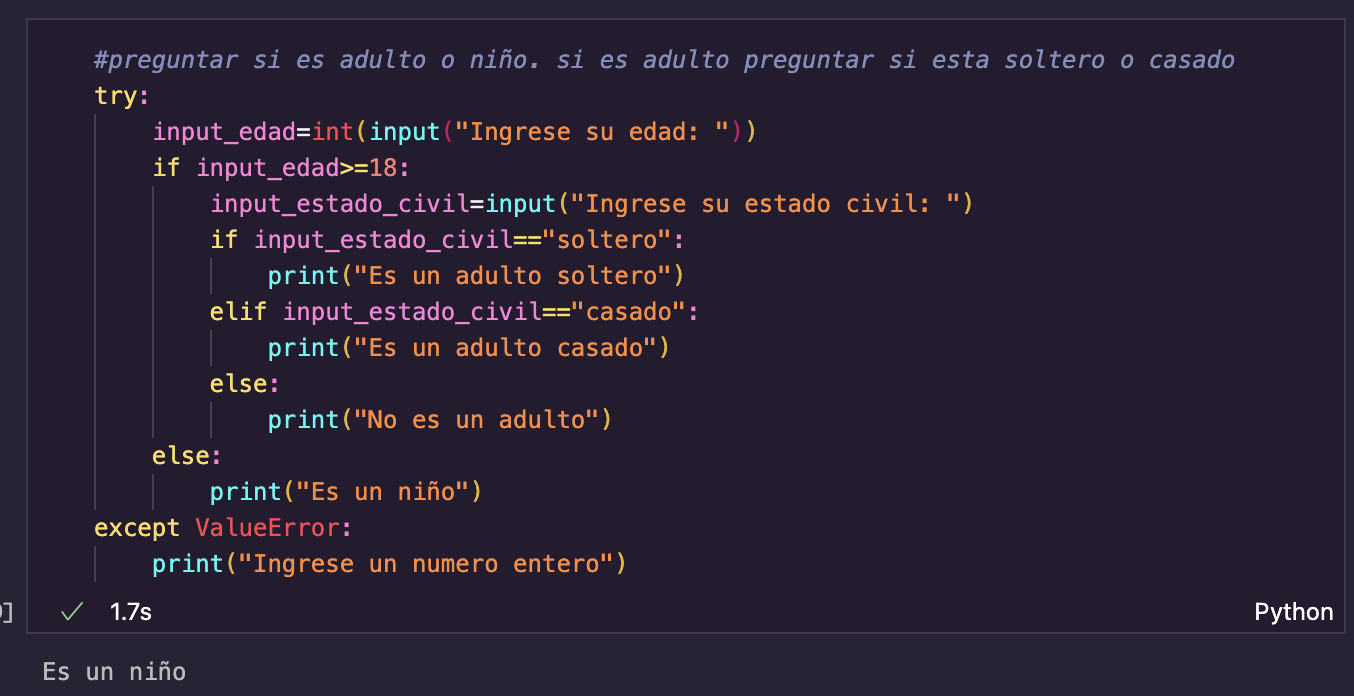 #preguntar si es adulto o niño. si es adulto preguntar si esta soltero o casado
try:
    input_edad=int(input("Ingrese su edad: "))
    if input_edad>=18:
        input_estado_civil=input("Ingrese su estado civil: ")
        if input_estado_civil=="soltero":
            print("Es un adulto soltero")
        elif input_estado_civil=="casado":
            print("Es un adulto casado")
        else:
            print("No es un adulto")
    else:
        print("Es un niño")
except ValueError:
    print("Ingrese un numero entero")
] ✓ 1.7s Python
Es un niño